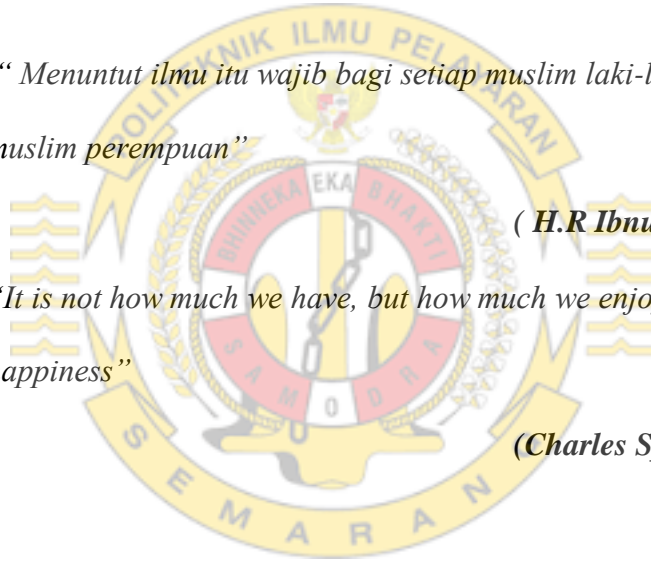 POLITEKNIK ILMU PELAYARAN
“ Menuntut ilmu itu wajib bagi setiap muslim laki-l
muslim perempuan”
BHINNEKA EKA BHAKTI
( H.R Ibnu
“It is not how much we have, but how much we enjo
appiness”
SAMODRA
(Charles S
SEMARANG